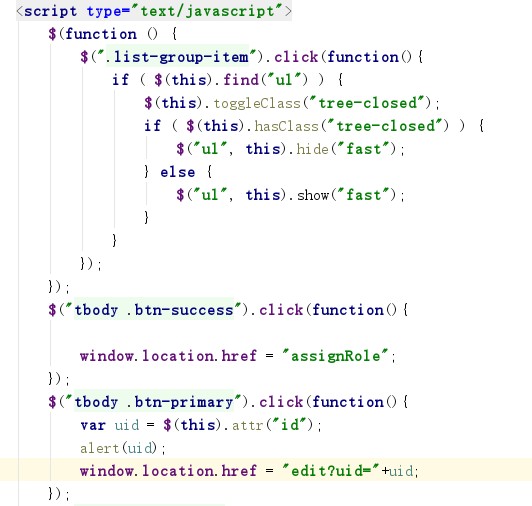 <script type="text/javascript">
$(function () {
$(".list-group-item").click(function(){
if ( $(this).find("ul") ) {
$(this).toggleClass("tree-closed");
if ( $(this).hasClass("tree-closed") ) {
$("ul", this).hide("fast");
} else {
$("ul", this).show("fast");
}
}
});
});
$("tbody .btn-success").click(function(){
window.location.href = "assignRole";
});
$("tbody .btn-primary").click(function(){
var uid = $(this).attr("id");
alert(uid);
window.location.href = "edit?uid="+uid;
});